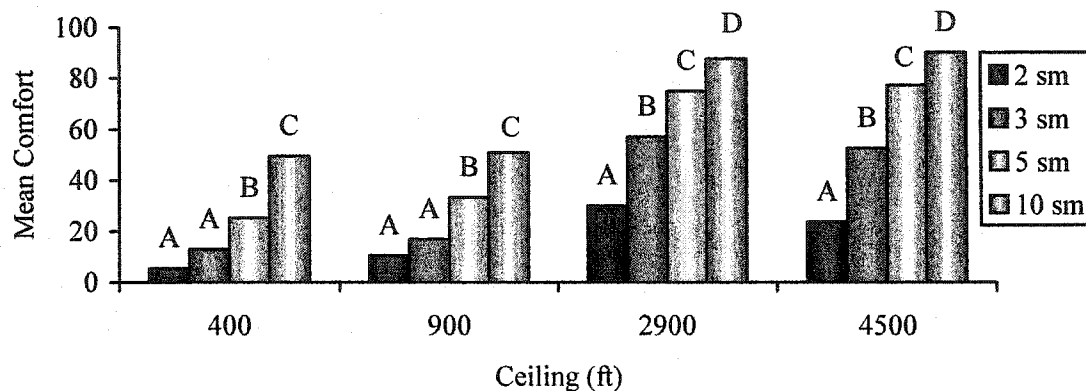 Mean Comfort
100
80
60
40
20
0
A A B C
A A B C
A B C D
A B C D
400 900 2900 4500
Ceiling (ft)
2 sm
3 sm
5 sm
10 sm